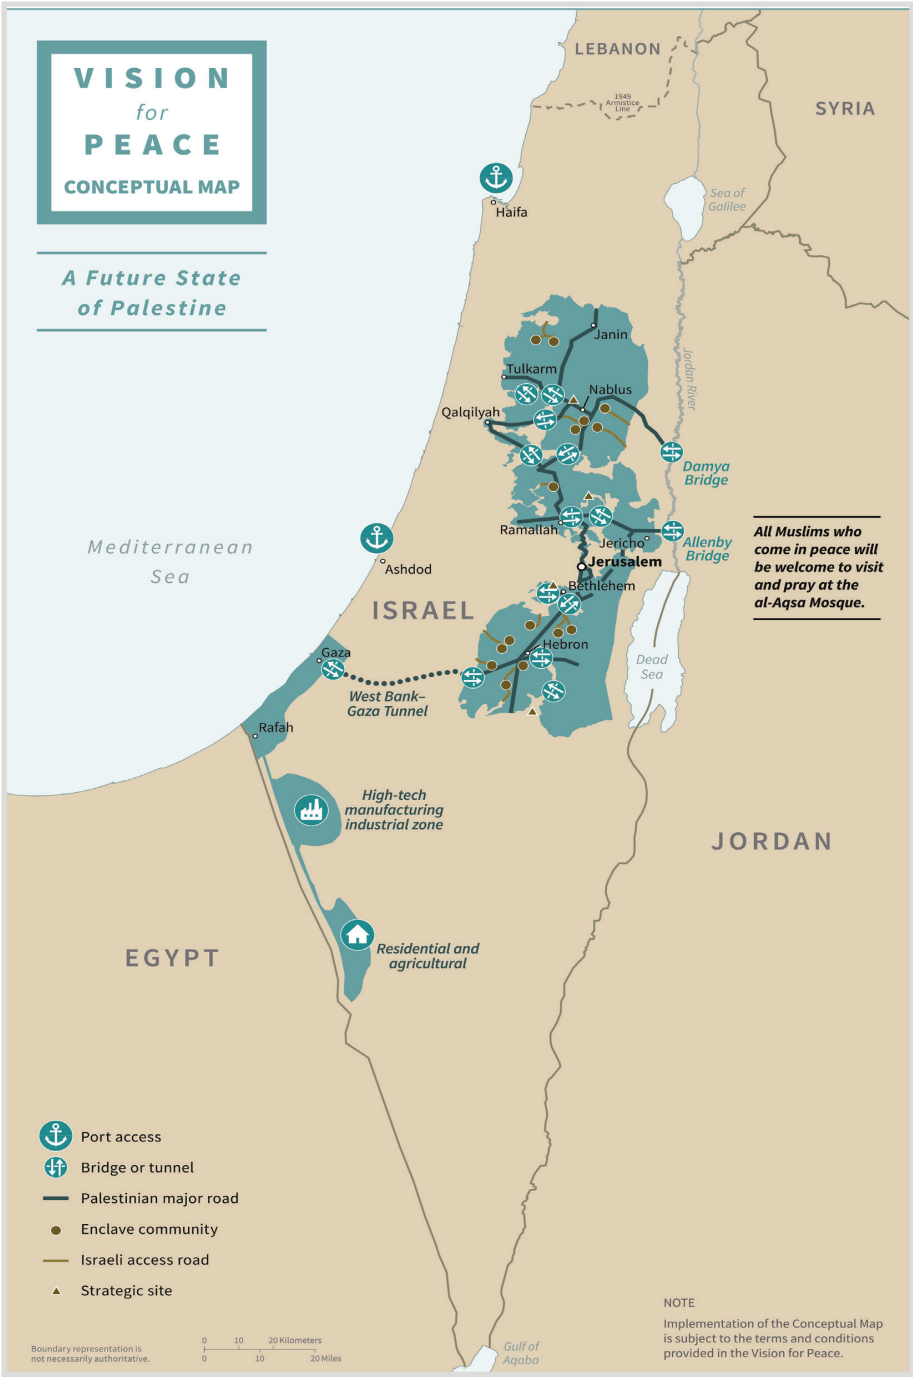 VISION
for
PEACE
CONCEPTUAL MAP
A Future State
of Palestine
LEBANON
1949
Armistice
Line
SYRIA
Sea of
Galilee
Haifa
Janin
Tulkarm
Nablus
Qalqilyah
Jordan River
Damya
Bridge
Ramallah
Jericho
Allenby
Bridge
Jerusalem
Bethlehem
All Muslims who
come in peace will
be welcome to visit
and pray at the
al-Aqsa Mosque.
Mediterranean
Sea
Ashdod
ISRAEL
Hebron
Gaza
Dead
Sea
West Bank–
Gaza Tunnel
Rafah
High-tech
manufacturing
industrial zone
JORDAN
EGYPT
Residential and
agricultural
Port access
Bridge or tunnel
Palestinian major road
Enclave community
Israeli access road
Strategic site
Boundary representation is
not necessarily authoritative.
0 10 20 Kilometers
0 10 20 Miles
Gulf of
Aqaba
NOTE
Implementation of the Conceptual Map
is subject to the terms and conditions
provided in the Vision for Peace.